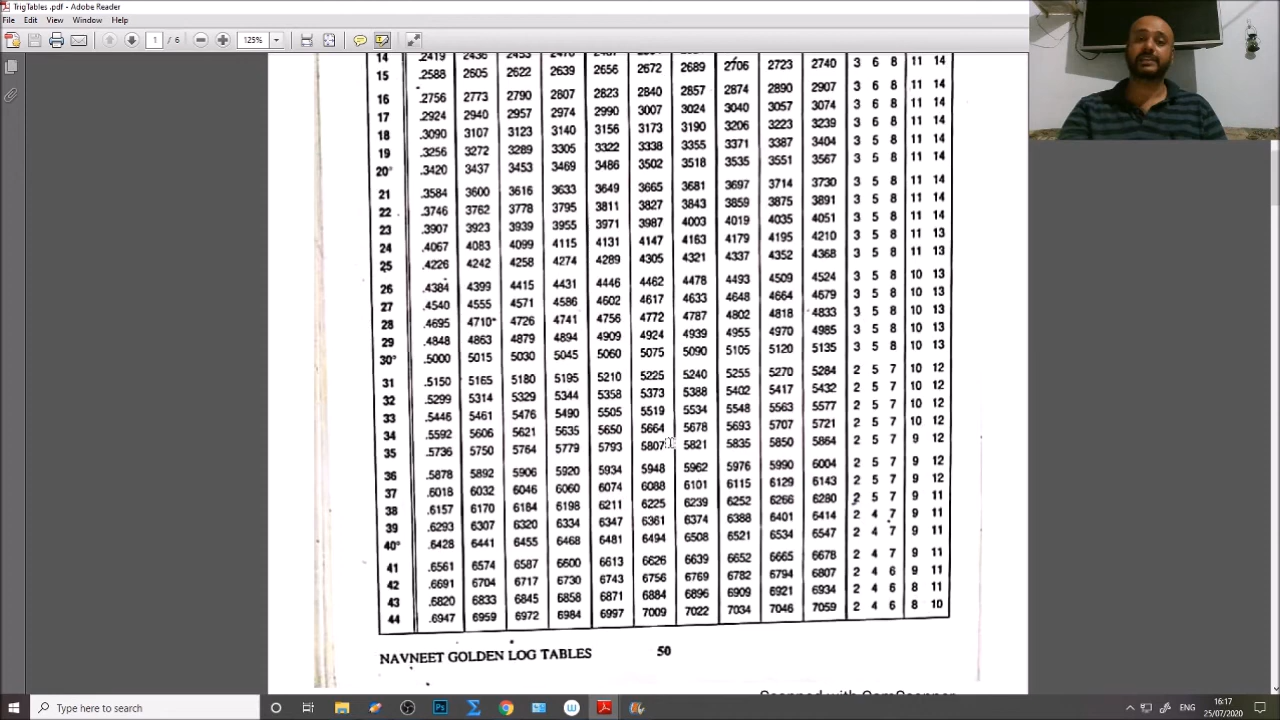 TrigTables .pdf - Adobe Reader
File Edit View Window Help
1 / 6 125%
14 .2419 2436 2453 2740 3 6 8 11 14
15 .2588 2605 2622 2639 2656 2672 2689 2706 2723
16 .2756 2773 2790 2807 2823 2840 2857 2874 2890 2907 3 6 8 11 14
17 .2924 2940 2957 2974 2990 3007 3024 3040 3057 3074 3 6 8 11 14
18 .3090 3107 3123 3140 3156 3173 3190 3206 3223 3239 3 6 8 11 14
19 .3256 3272 3289 3305 3322 3338 3355 3371 3387 3404 3 5 8 11 14
20° .3420 3437 3453 3469 3486 3502 3518 3535 3551 3567 3 5 8 11 14
21 .3584 3600 3616 3633 3649 3665 3681 3697 3714 3730 3 5 8 11 14
22 .3746 3762 3778 3795 3811 3827 3843 3859 3875 3891 3 5 8 11 14
23 .3907 3923 3939 3955 3971 3987 4003 4019 4035 4051 3 5 8 11 14
24 .4067 4083 4099 4115 4131 4147 4163 4179 4195 4210 3 5 8 11 13
25 .4226 4242 4258 4274 4289 4305 4321 4337 4352 4368 3 5 8 11 13
26 .4384 4399 4415 4431 4446 4462 4478 4493 4509 4524 3 5 8 10 13
27 .4540 4555 4571 4586 4602 4617 4633 4648 4664 4679 3 5 8 10 13
28 .4695 4710 4726 4741 4756 4772 4787 4802 4818 4833 3 5 8 10 13
29 .4848 4863 4879 4894 4909 4924 4939 4955 4970 4985 3 5 8 10 13
30° .5000 5015 5030 5045 5060 5075 5090 5105 5120 5135 3 5 8 10 13
31 .5150 5165 5180 5195 5210 5225 5240 5255 5270 5284 2 5 7 10 12
32 .5299 5314 5329 5344 5358 5373 5388 5402 5417 5432 2 5 7 10 12
33 .5446 5461 5476 5490 5505 5519 5534 5548 5563 5577 2 5 7 10 12
34 .5592 5606 5621 5635 5650 5664 5678 5693 5707 5721 2 5 7 10 12
35 .5736 5750 5764 5779 5793 5807 5821 5835 5850 5864 2 5 7 9 12
36 .5878 5892 5906 5920 5934 5948 5962 5976 5990 6004 2 5 7 9 12
37 .6018 6032 6046 6060 6074 6088 6101 6115 6129 6143 2 5 7 9 12
38 .6157 6170 6184 6198 6211 6225 6239 6252 6266 6280 2 5 7 9 11
39 .6293 6307 6320 6334 6347 6361 6374 6388 6401 6414 2 4 7 9 11
40° .6428 6441 6455 6468 6481 6494 6508 6521 6534 6547 2 4 7 9 11
41 .6561 6574 6587 6600 6613 6626 6639 6652 6665 6678 2 4 7 9 11
42 .6691 6704 6717 6730 6743 6756 6769 6782 6794 6807 2 4 6 9 11
43 .6820 6833 6845 6858 6871 6884 6896 6909 6921 6934 2 4 6 8 11
44 .6947 6959 6972 6984 6997 7009 7022 7034 7046 7059 2 4 6 8 10
NAVNEET GOLDEN LOG TABLES 50
Scanned with CamScanner
Type here to search
ENG
16:17
25/07/2020